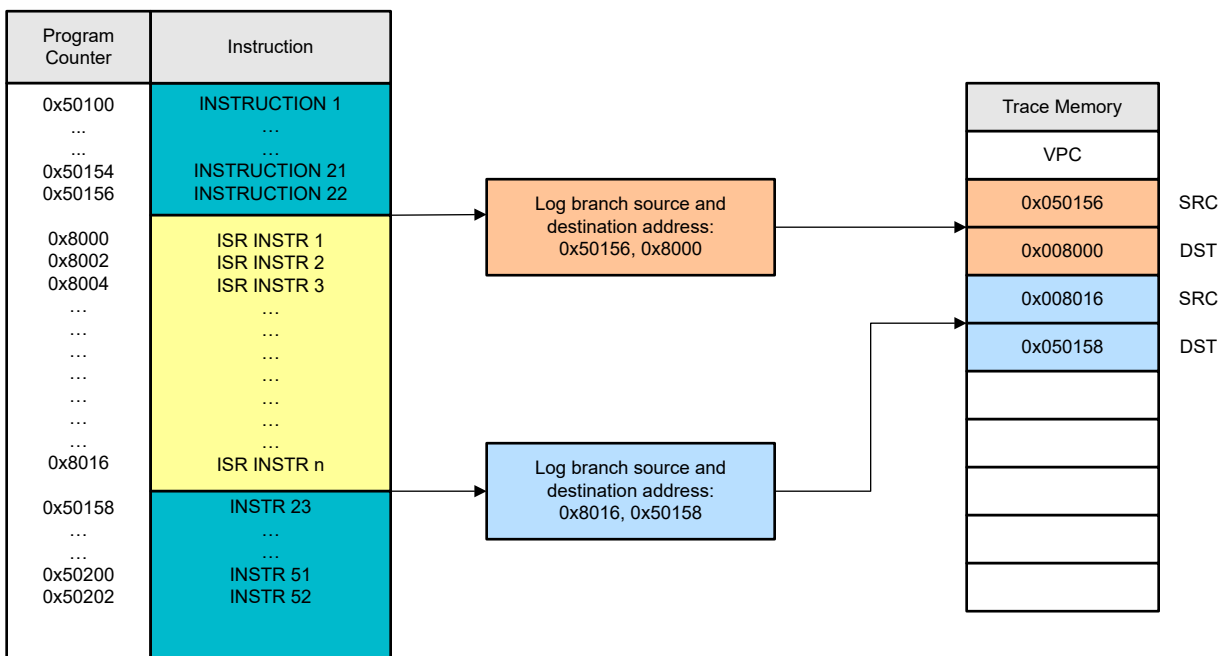 Program
Counter
Instruction
0x50100 INSTRUCTION 1
... …
... …
0x50154 INSTRUCTION 21
0x50156 INSTRUCTION 22
0x8000 ISR INSTR 1
0x8002 ISR INSTR 2
0x8004 ISR INSTR 3
… …
… …
… …
… …
… …
… …
… …
0x8016 ISR INSTR n
0x50158 INSTR 23
… …
… …
0x50200 INSTR 51
0x50202 INSTR 52
Log branch source and
destination address:
0x50156, 0x8000
Log branch source and
destination address:
0x8016, 0x50158
Trace Memory
VPC
0x050156 SRC
0x008000 DST
0x008016 SRC
0x050158 DST